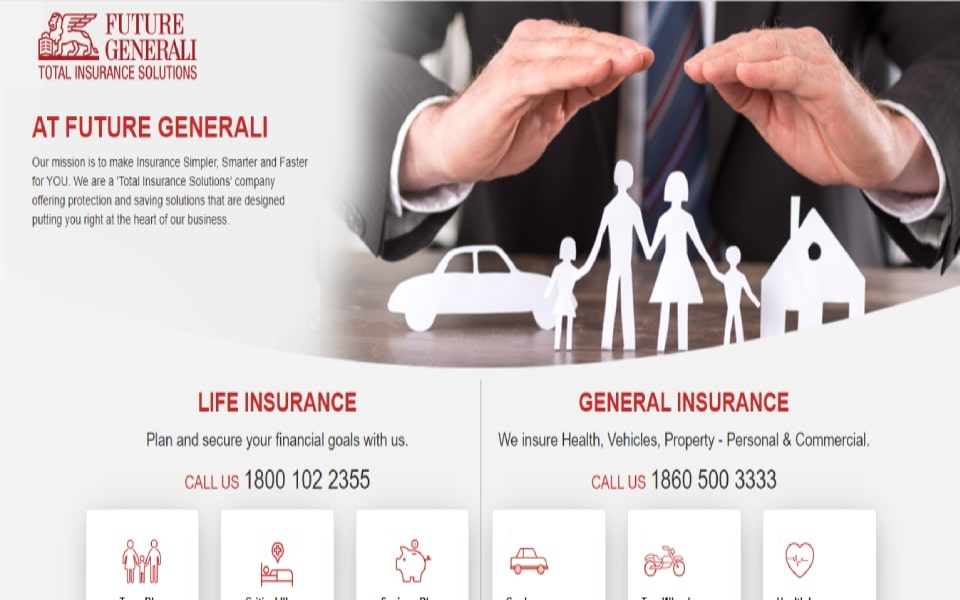 FUTURE
GENERALI
TOTAL INSURANCE SOLUTIONS
AT FUTURE GENERALI
Our mission is to make Insurance Simpler, Smarter and Faster
for YOU. We are a 'Total Insurance Solutions' company
offering protection and saving solutions that are designed
putting you right at the heart of our business.
LIFE INSURANCE
Plan and secure your financial goals with us.
CALL US 1800 102 2355
GENERAL INSURANCE
We insure Health, Vehicles, Property - Personal & Commercial.
CALL US 1860 500 3333